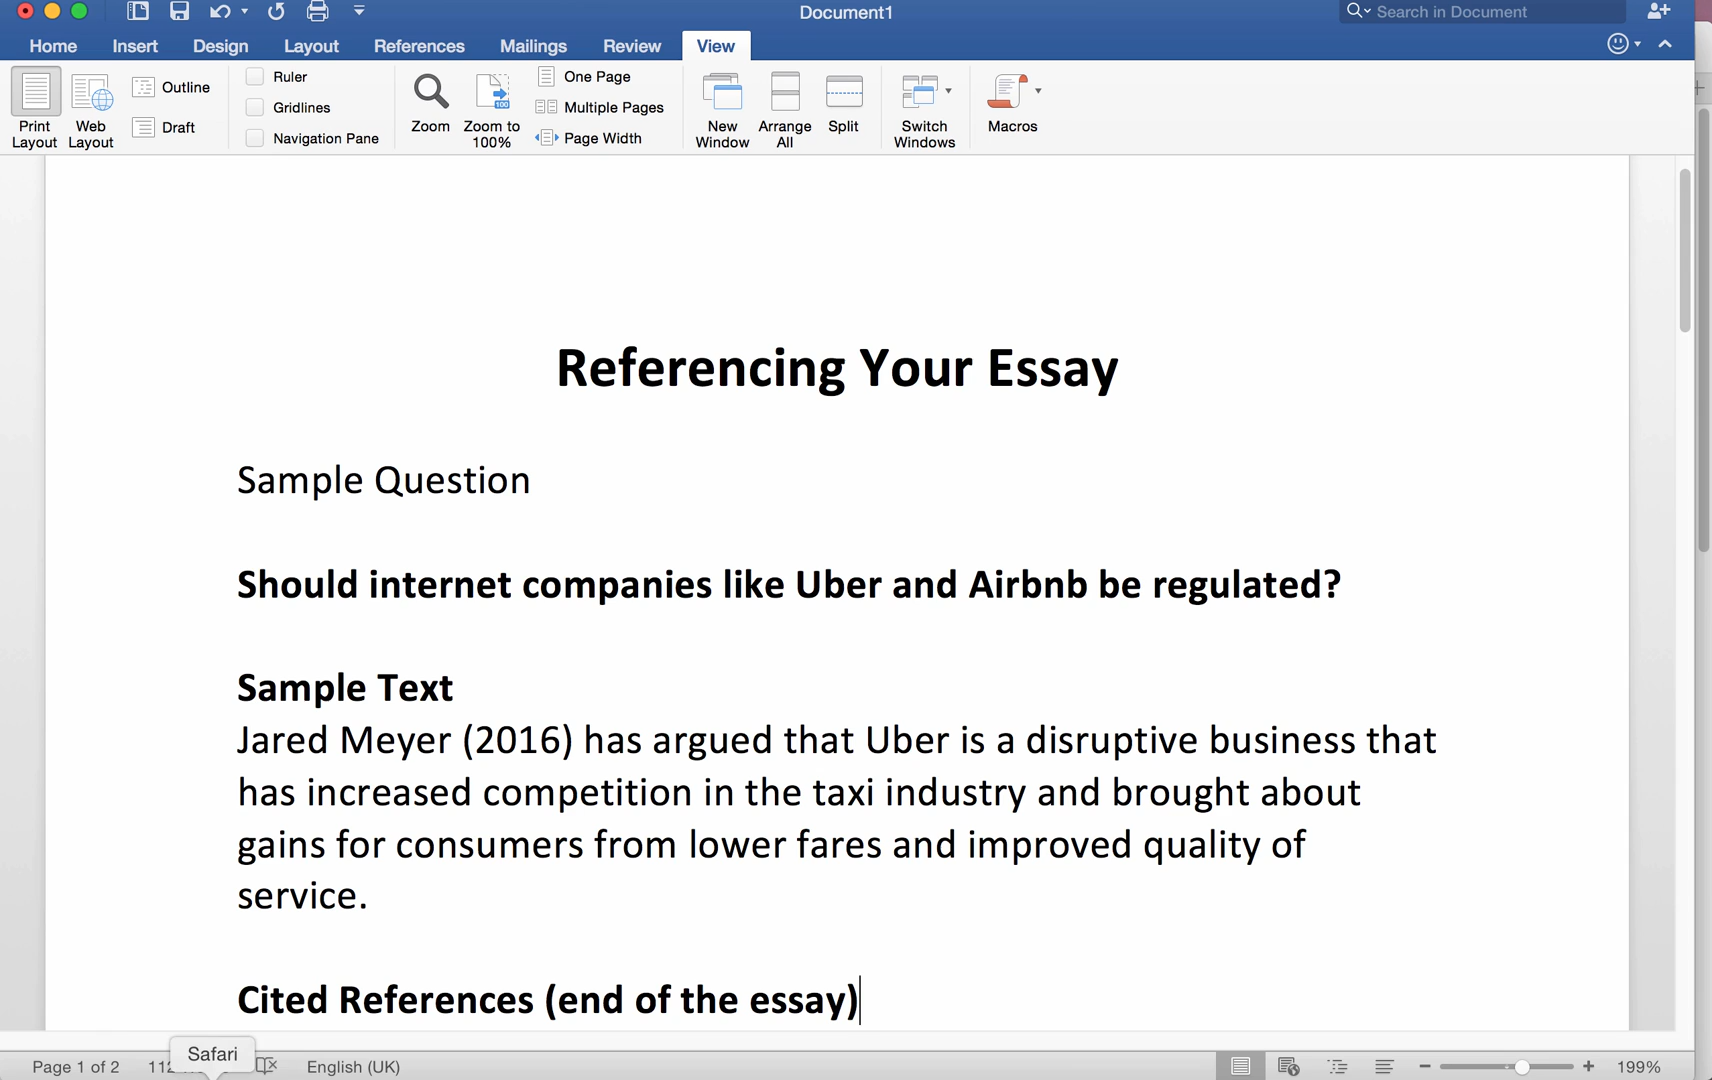 Document1
Search in Document
Home Insert Design Layout References Mailings Review View
Print Layout
Web Layout
Outline
Draft
Ruler
Gridlines
Navigation Pane
Zoom
Zoom to 100%
100
One Page
Multiple Pages
Page Width
New Window
Arrange All
Split
Switch Windows
Macros
Referencing Your Essay
Sample Question
Should internet companies like Uber and Airbnb be regulated?
Sample Text
Jared Meyer (2016) has argued that Uber is a disruptive business that
has increased competition in the taxi industry and brought about
gains for consumers from lower fares and improved quality of
service.
Cited References (end of the essay)
Safari
Page 1 of 2 English (UK) 199%